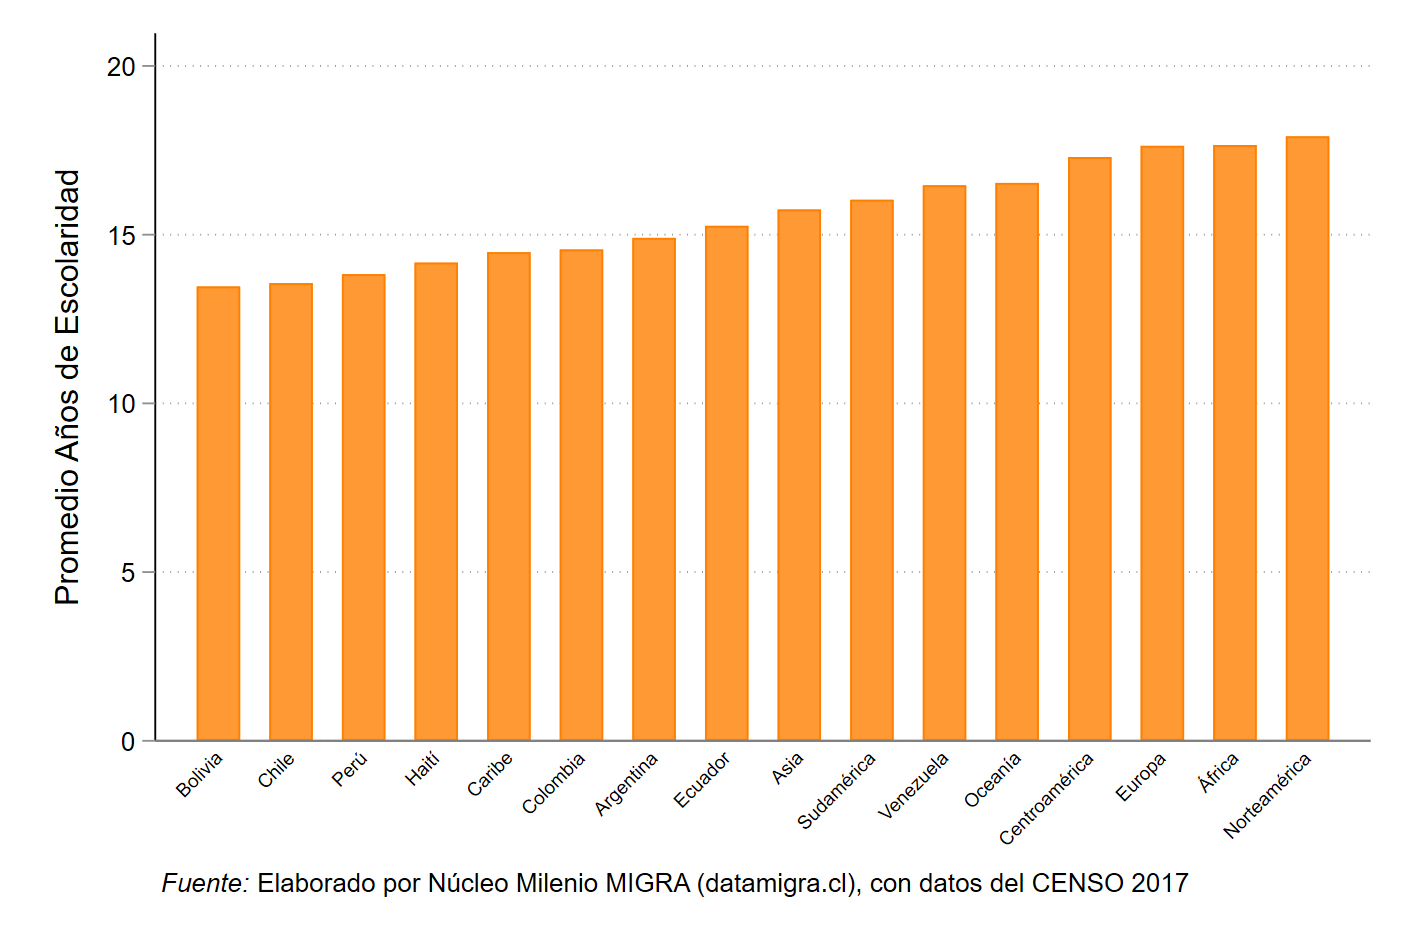 Promedio Años de Escolaridad
20
15
10
5
0
Bolivia
Chile
Perú
Haití
Caribe
Colombia
Argentina
Ecuador
Asia
Sudamérica
Venezuela
Oceanía
Centroamérica
Europa
África
Norteamérica
Fuente: Elaborado por Núcleo Milenio MIGRA (datamigra.cl), con datos del CENSO 2017